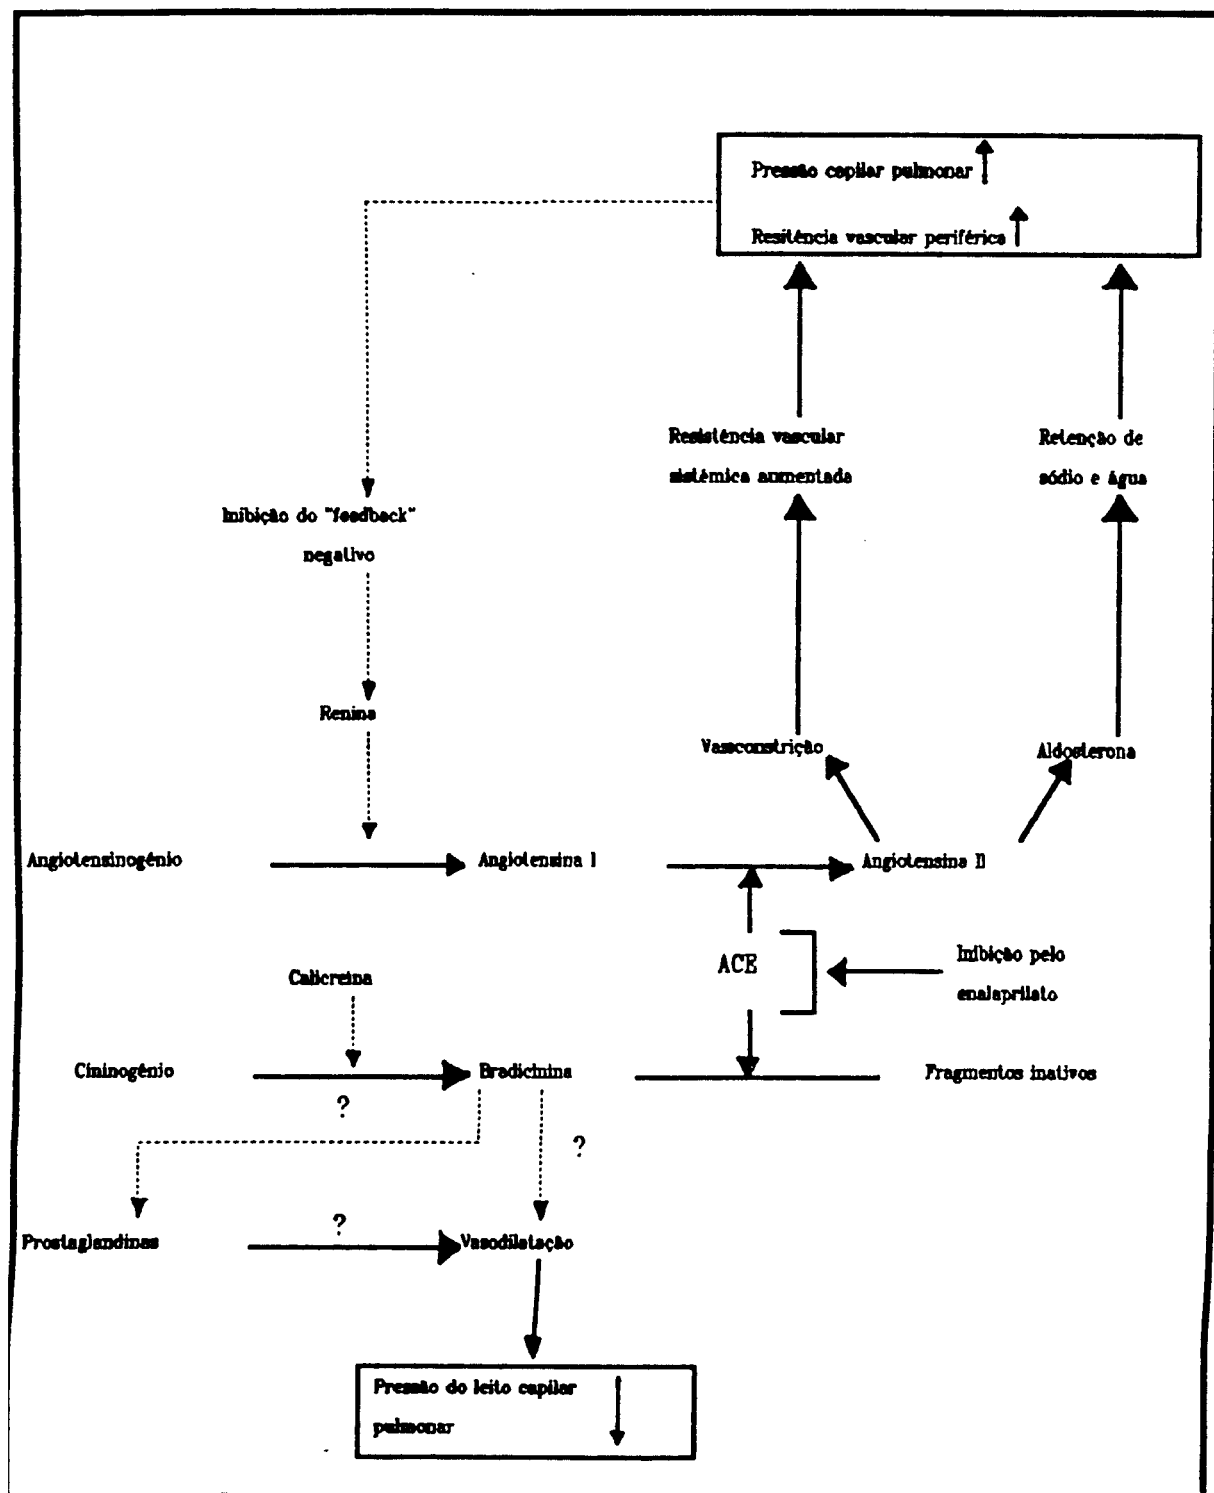 Pressão capilar pulmonar
Resitência vascular periférica
Resistência vascular
sistêmica aumentada
Retenção de
sódio e água
Inibição do "feedback"
negativo
Renina
Vasoconstrição
Aldosterona
Angiotensinogênio
Angiotensina I
Angiotensina II
ACE
Inibição pelo
enalaprilato
Calicreína
Cininogênio
Bradicinina
Fragmentos inativos
?
?
?
Prostaglandinas
Vasodilatação
Pressão do leito capilar
pulmonar